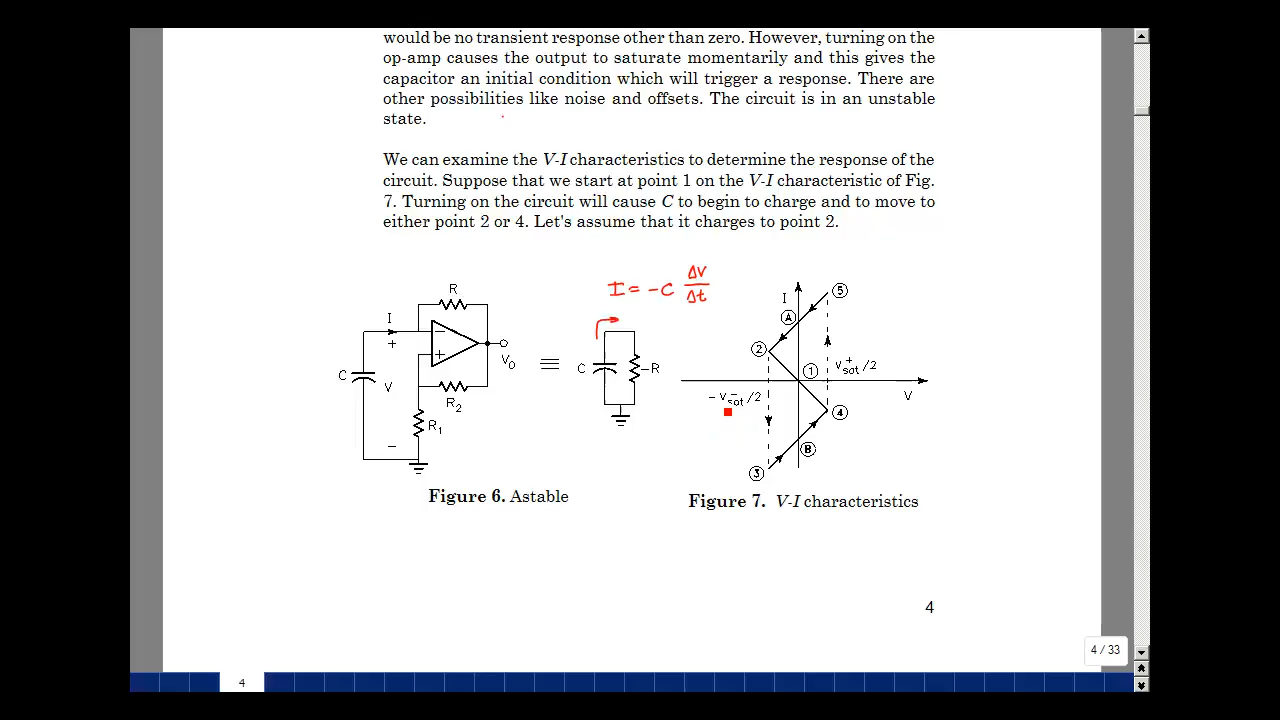 would be no transient response other than zero. However, turning on the
op-amp causes the output to saturate momentarily and this gives the
capacitor an initial condition which will trigger a response. There are
other possibilities like noise and offsets. The circuit is in an unstable
state.
We can examine the V-I characteristics to determine the response of the
circuit. Suppose that we start at point 1 on the V-I characteristic of Fig.
7. Turning on the circuit will cause C to begin to charge and to move to
either point 2 or 4. Let's assume that it charges to point 2.
I = -C ΔV/Δt
R
I
+
−
+
V₀
C
V
R₂
R₁
−
C
-R
I
5
A
2
1
V⁺sat/2
V
-V⁻sat/2
4
B
3
Figure 6. Astable
Figure 7. V-I characteristics
4
4 / 33
4